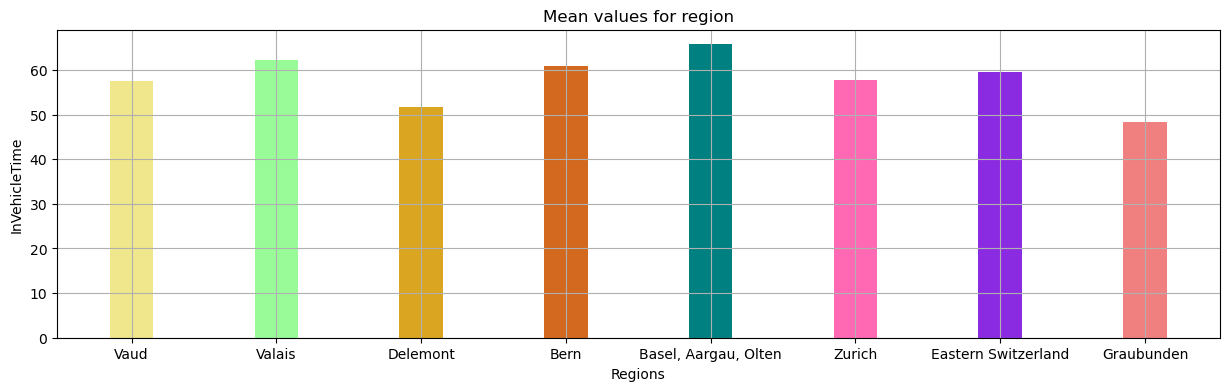 Mean values for region
InVehicleTime
60
50
40
30
20
10
0
Vaud Valais Delemont Bern Basel, Aargau, Olten Zurich Eastern Switzerland Graubunden
Regions